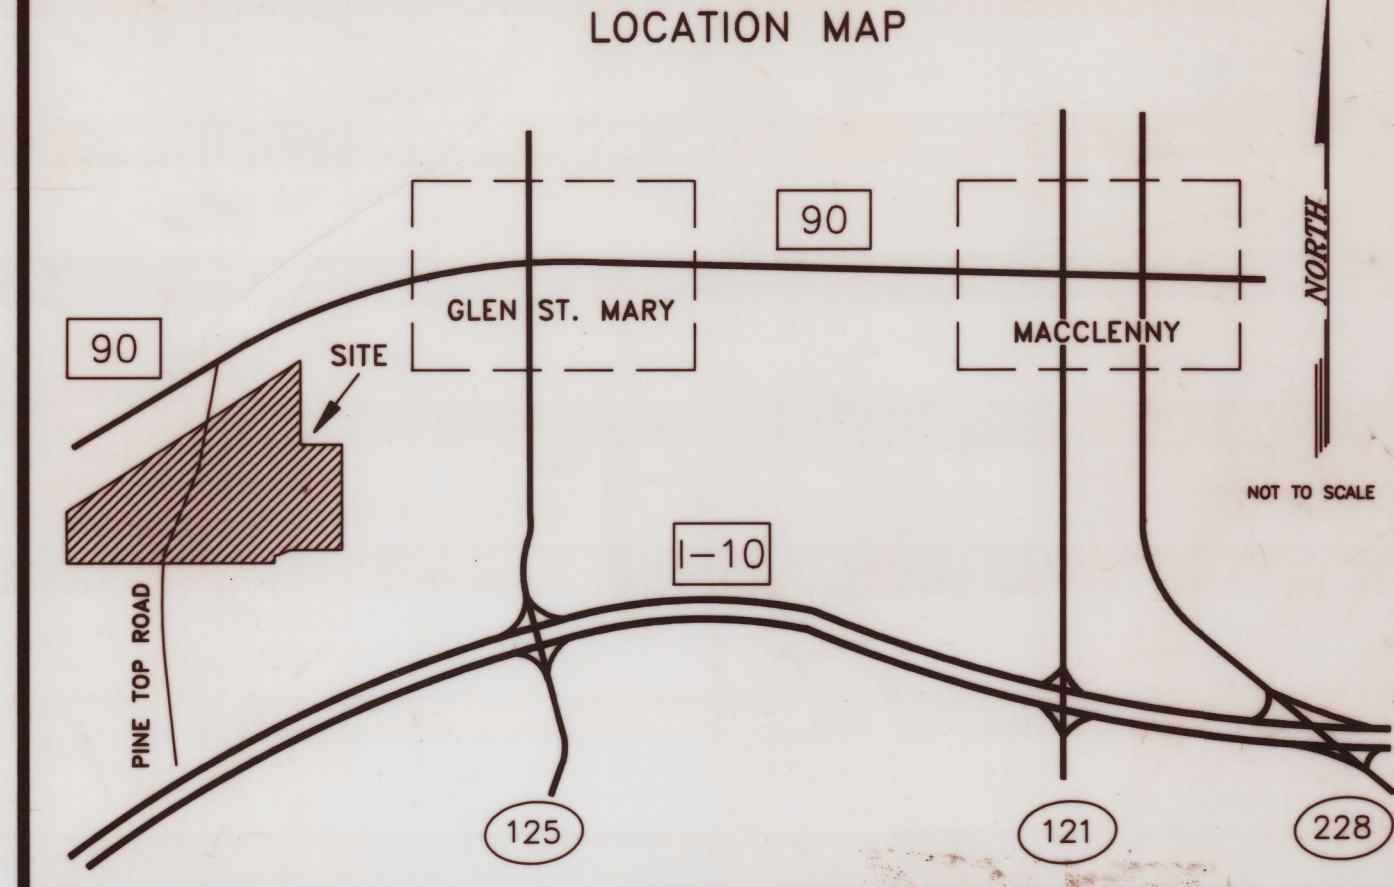 LOCATION MAP
NORTH
90
90
GLEN ST. MARY
MACCLENNY
SITE
NOT TO SCALE
I-10
PINE TOP ROAD
125
121
228